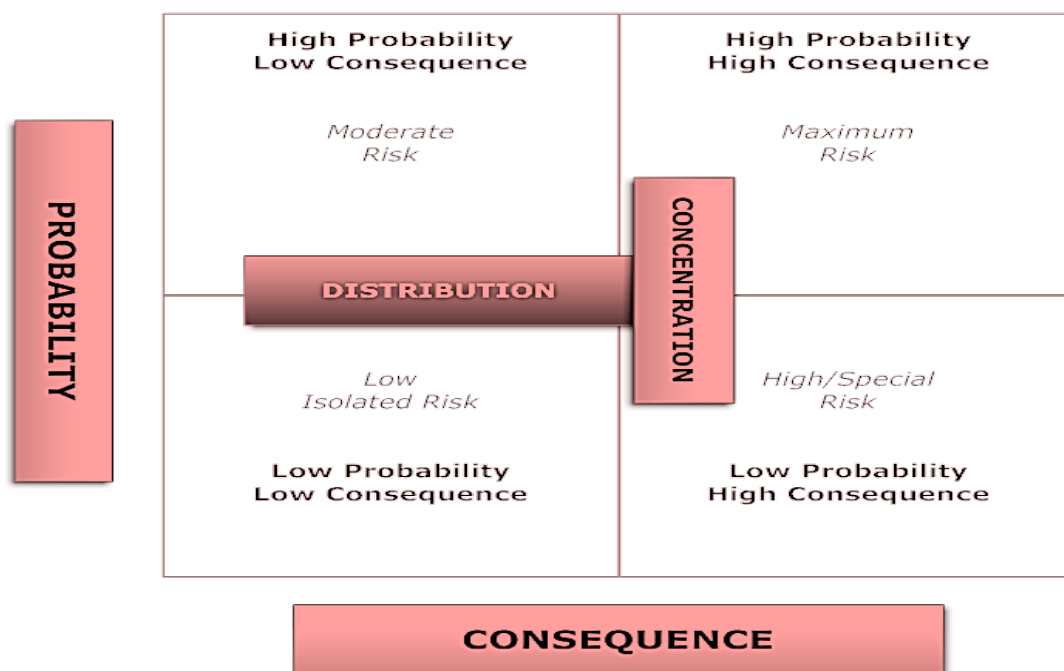 High Probability
Low Consequence
High Probability
High Consequence
Moderate
Risk
Maximum
Risk
PROBABILITY
CONCENTRATION
DISTRIBUTION
Low
Isolated Risk
High/Special
Risk
Low Probability
Low Consequence
Low Probability
High Consequence
CONSEQUENCE